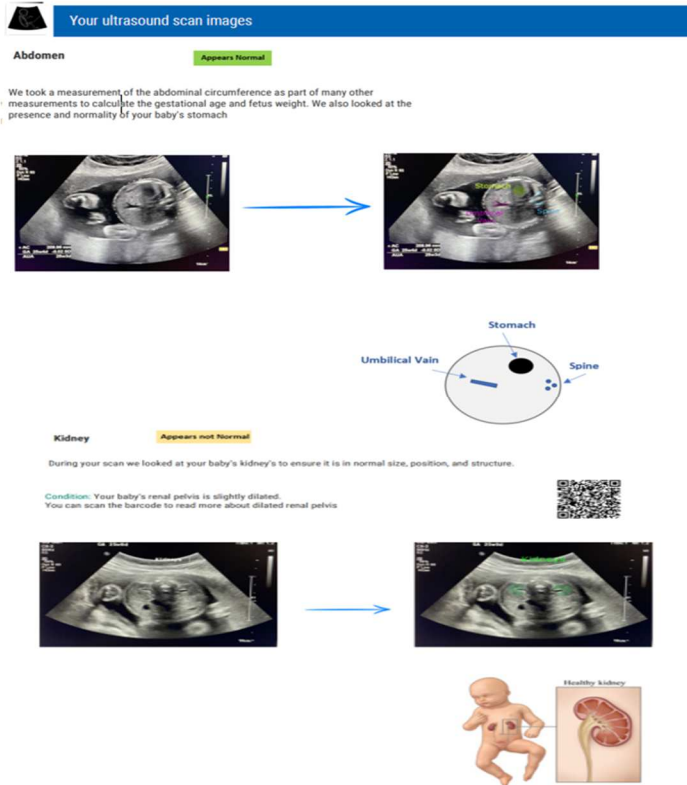 Your ultrasound scan images
Abdomen
Appears Normal
We took a measurement of the abdominal circumference as part of many other
measurements to calculate the gestational age and fetus weight. We also looked at the
presence and normality of your baby's stomach
Stomach
Spine
Stomach
Umbilical Vain
Spine
Kidney
Appears not Normal
During your scan we looked at your baby's kidney's to ensure it is in normal size, position, and structure.
Condition: Your baby's renal pelvis is slightly dilated.
You can scan the barcode to read more about dilated renal pelvis
Kidneys
Kidneys
Healthy kidney